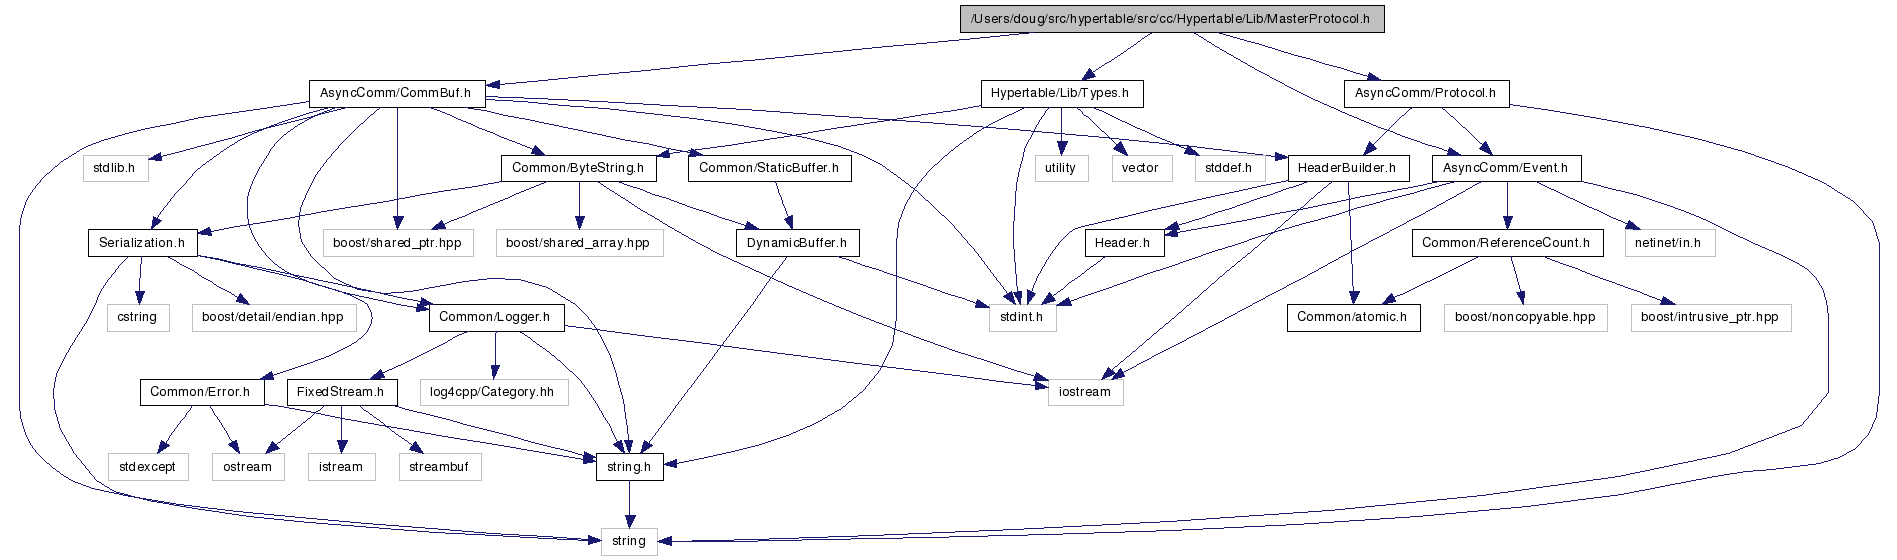 /Users/doug/src/hypertable/src/cc/Hypertable/Lib/MasterProtocol.h
AsyncComm/CommBuf.h
Hypertable/Lib/Types.h
AsyncComm/Protocol.h
stdlib.h
Common/ByteString.h
Common/StaticBuffer.h
utility
vector
stddef.h
HeaderBuilder.h
AsyncComm/Event.h
Serialization.h
boost/shared_ptr.hpp
boost/shared_array.hpp
DynamicBuffer.h
Header.h
Common/ReferenceCount.h
netinet/in.h
cstring
boost/detail/endian.hpp
Common/Logger.h
stdint.h
Common/atomic.h
boost/noncopyable.hpp
boost/intrusive_ptr.hpp
Common/Error.h
FixedStream.h
log4cpp/Category.hh
iostream
stdexcept
ostream
istream
streambuf
string.h
string